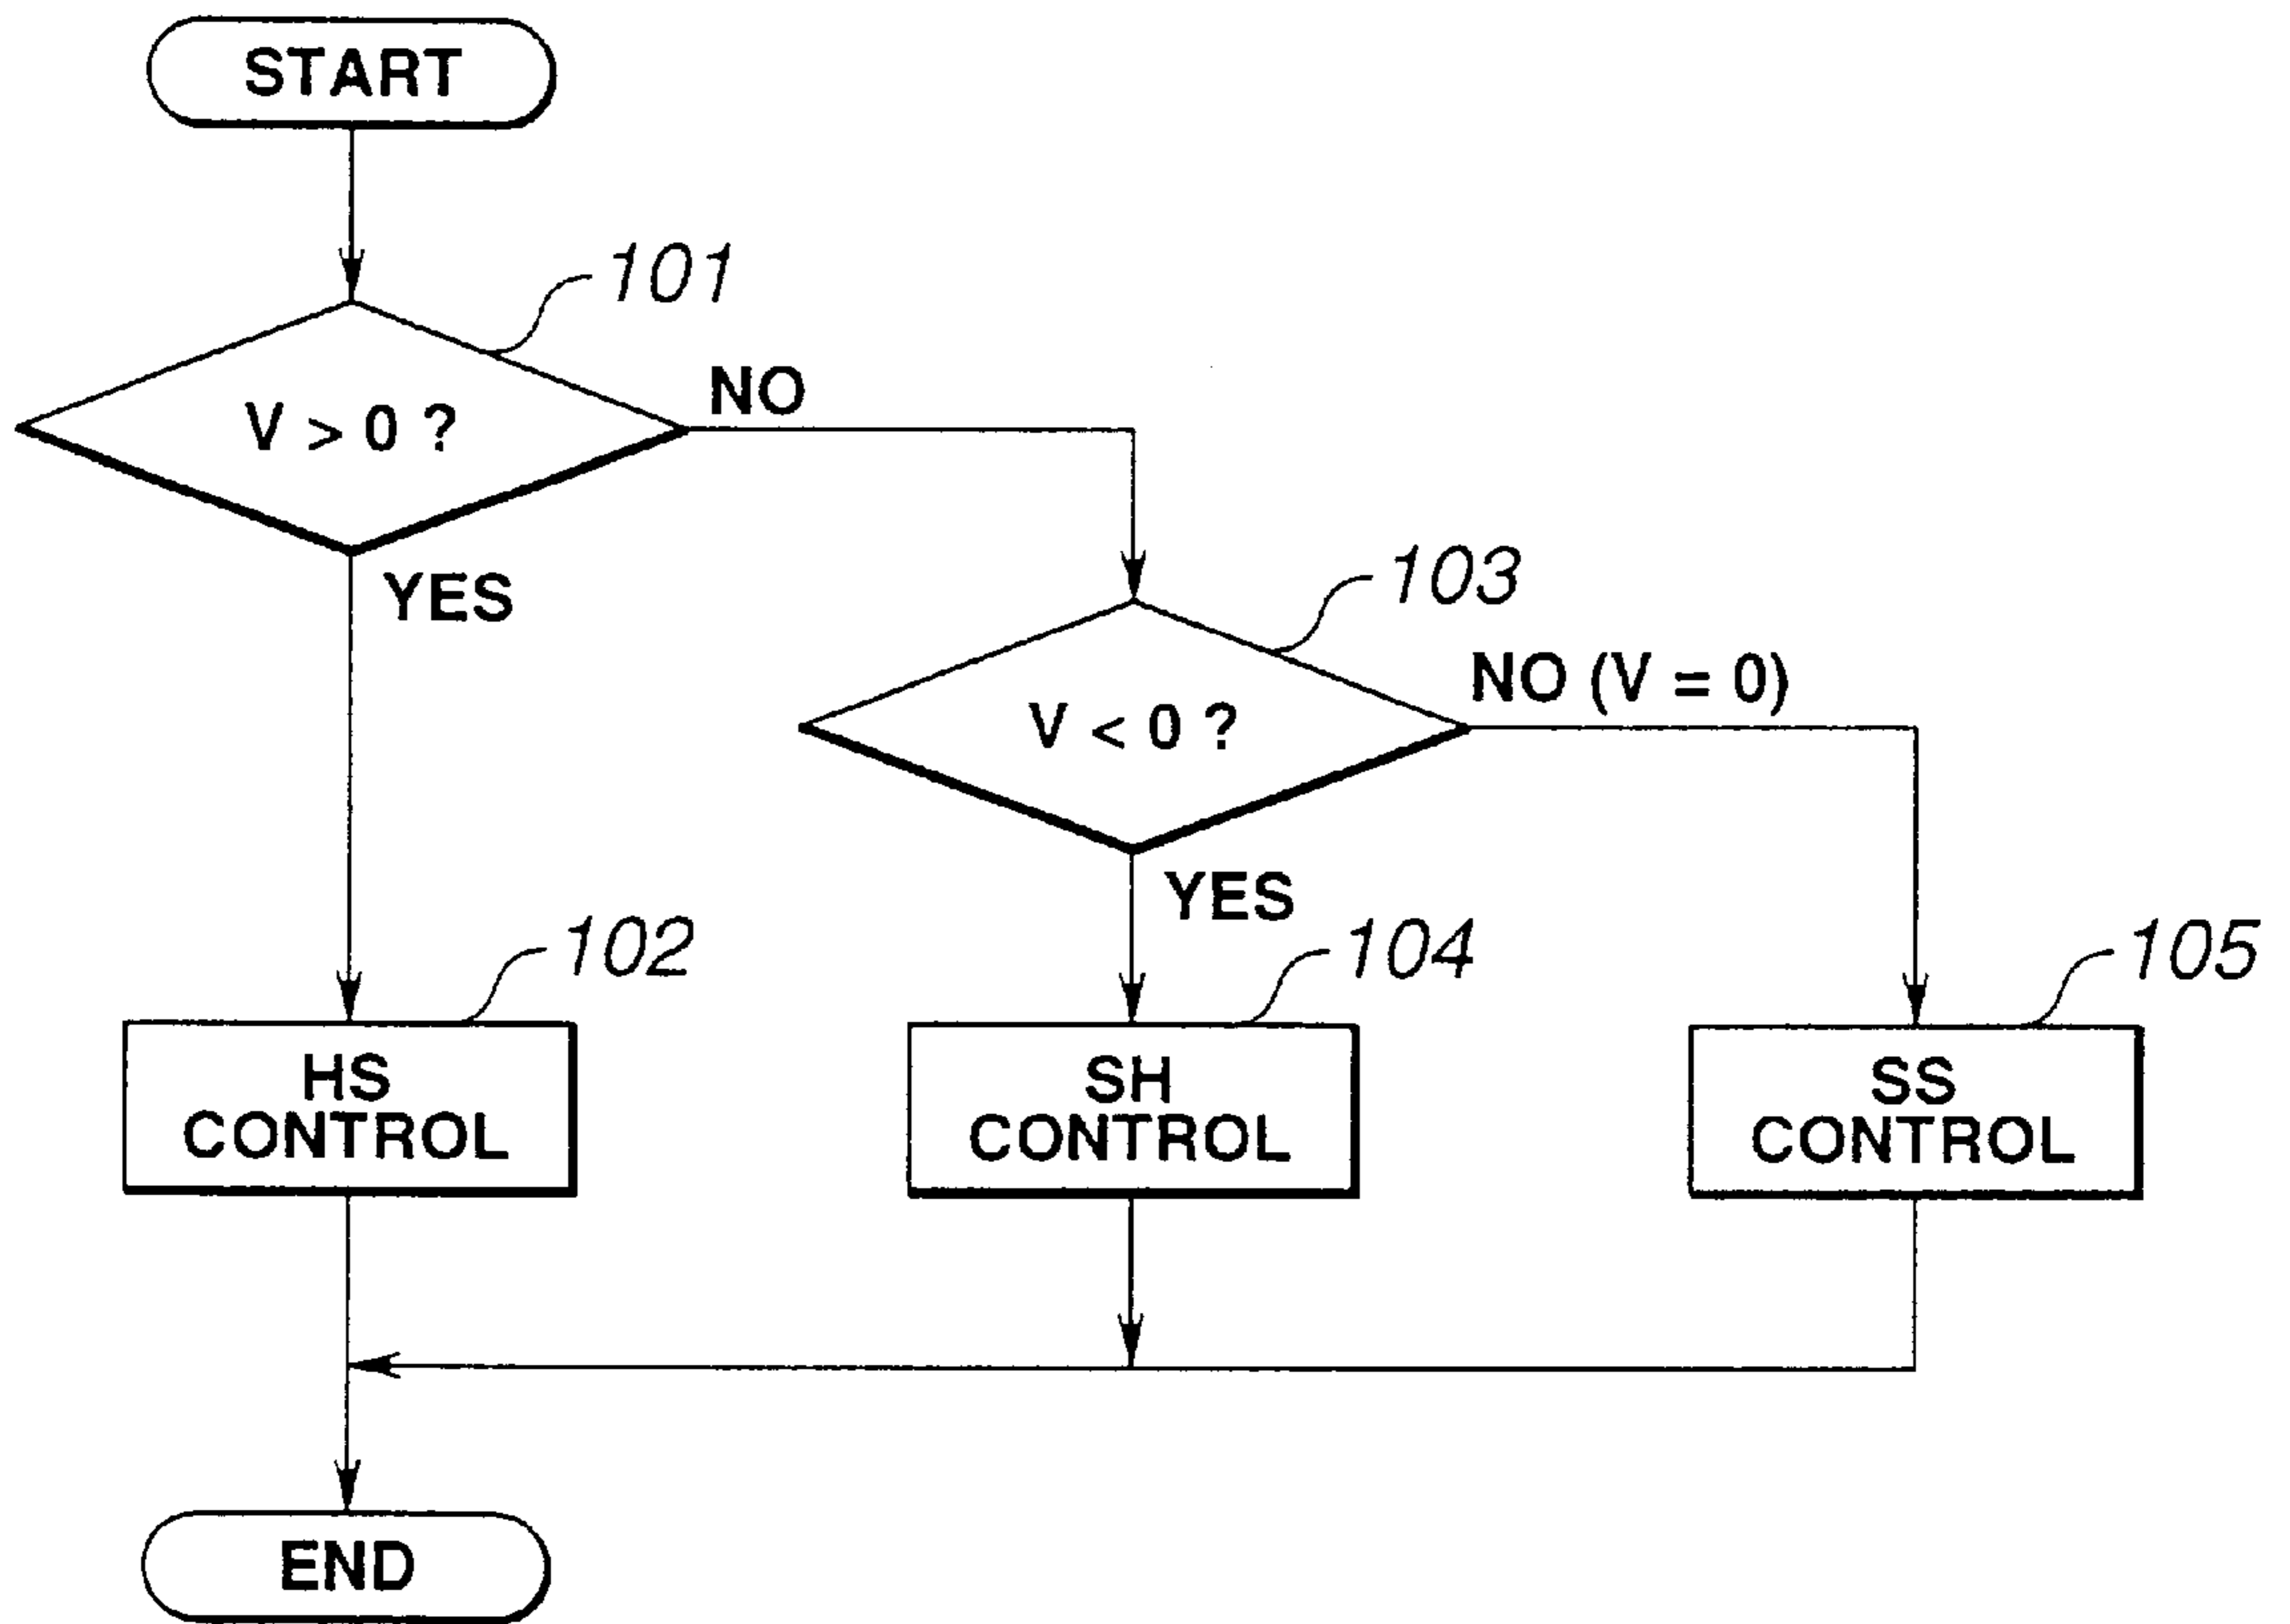 START
101
V > 0 ?
NO
YES
103
V < 0 ?
NO (V = 0)
YES
102
HS
CONTROL
104
SH
CONTROL
105
SS
CONTROL
END